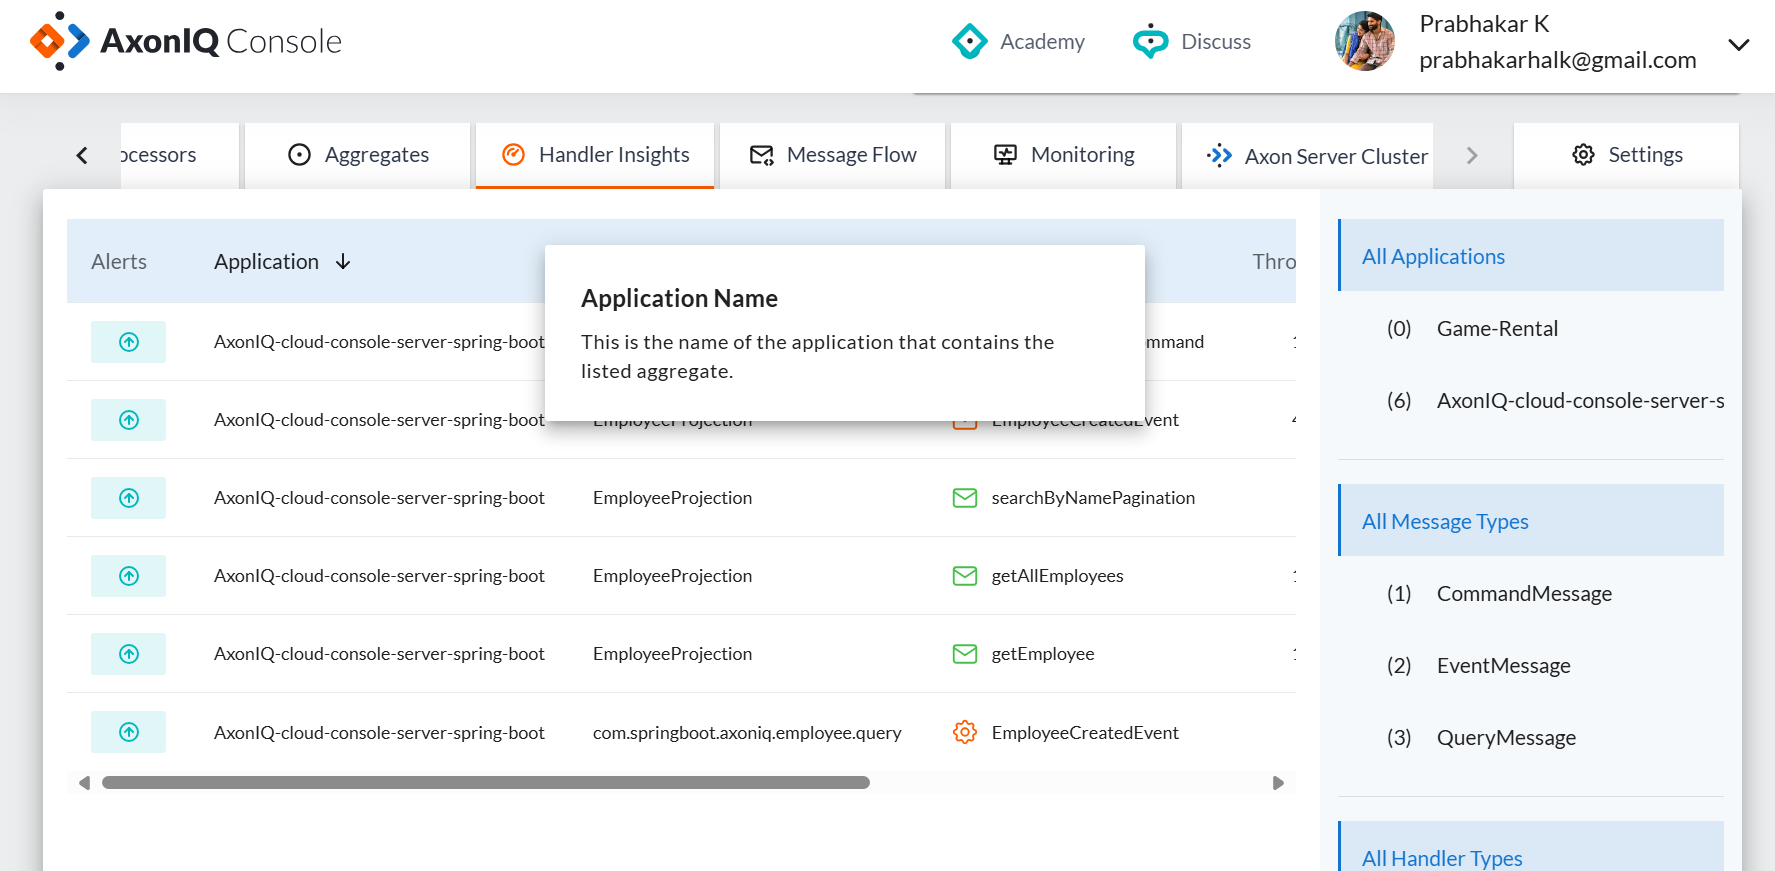 AxonIQ Console
Academy
Discuss
Prabhakar K
prabhakarhalk@gmail.com
ocessors
Aggregates
Handler Insights
Message Flow
Monitoring
Axon Server Cluster
Settings
Alerts
Application
Thro
Application Name
This is the name of the application that contains the
listed aggregate.
AxonIQ-cloud-console-server-spring-boot
mmand
AxonIQ-cloud-console-server-spring-boot
EmployeeProjection
EmployeeCreatedEvent
AxonIQ-cloud-console-server-spring-boot
EmployeeProjection
searchByNamePagination
AxonIQ-cloud-console-server-spring-boot
EmployeeProjection
getAllEmployees
AxonIQ-cloud-console-server-spring-boot
EmployeeProjection
getEmployee
AxonIQ-cloud-console-server-spring-boot
com.springboot.axoniq.employee.query
EmployeeCreatedEvent
All Applications
(0) Game-Rental
(6) AxonIQ-cloud-console-server-s
All Message Types
(1) CommandMessage
(2) EventMessage
(3) QueryMessage
All Handler Types